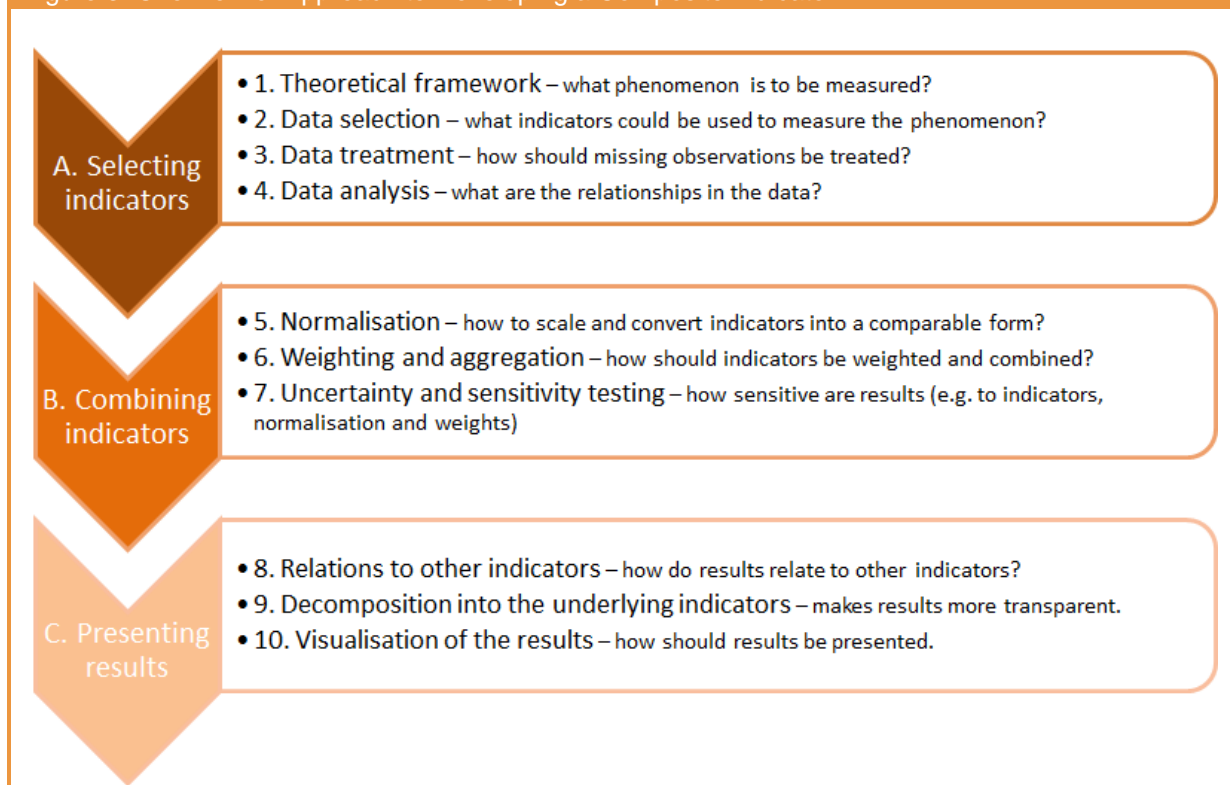 A. Selecting
indicators
• 1. Theoretical framework – what phenomenon is to be measured?
• 2. Data selection – what indicators could be used to measure the phenomenon?
• 3. Data treatment – how should missing observations be treated?
• 4. Data analysis – what are the relationships in the data?
B. Combining
indicators
• 5. Normalisation – how to scale and convert indicators into a comparable form?
• 6. Weighting and aggregation – how should indicators be weighted and combined?
• 7. Uncertainty and sensitivity testing – how sensitive are results (e.g. to indicators,
normalisation and weights)
C. Presenting
results
• 8. Relations to other indicators – how do results relate to other indicators?
• 9. Decomposition into the underlying indicators – makes results more transparent.
• 10. Visualisation of the results – how should results be presented.